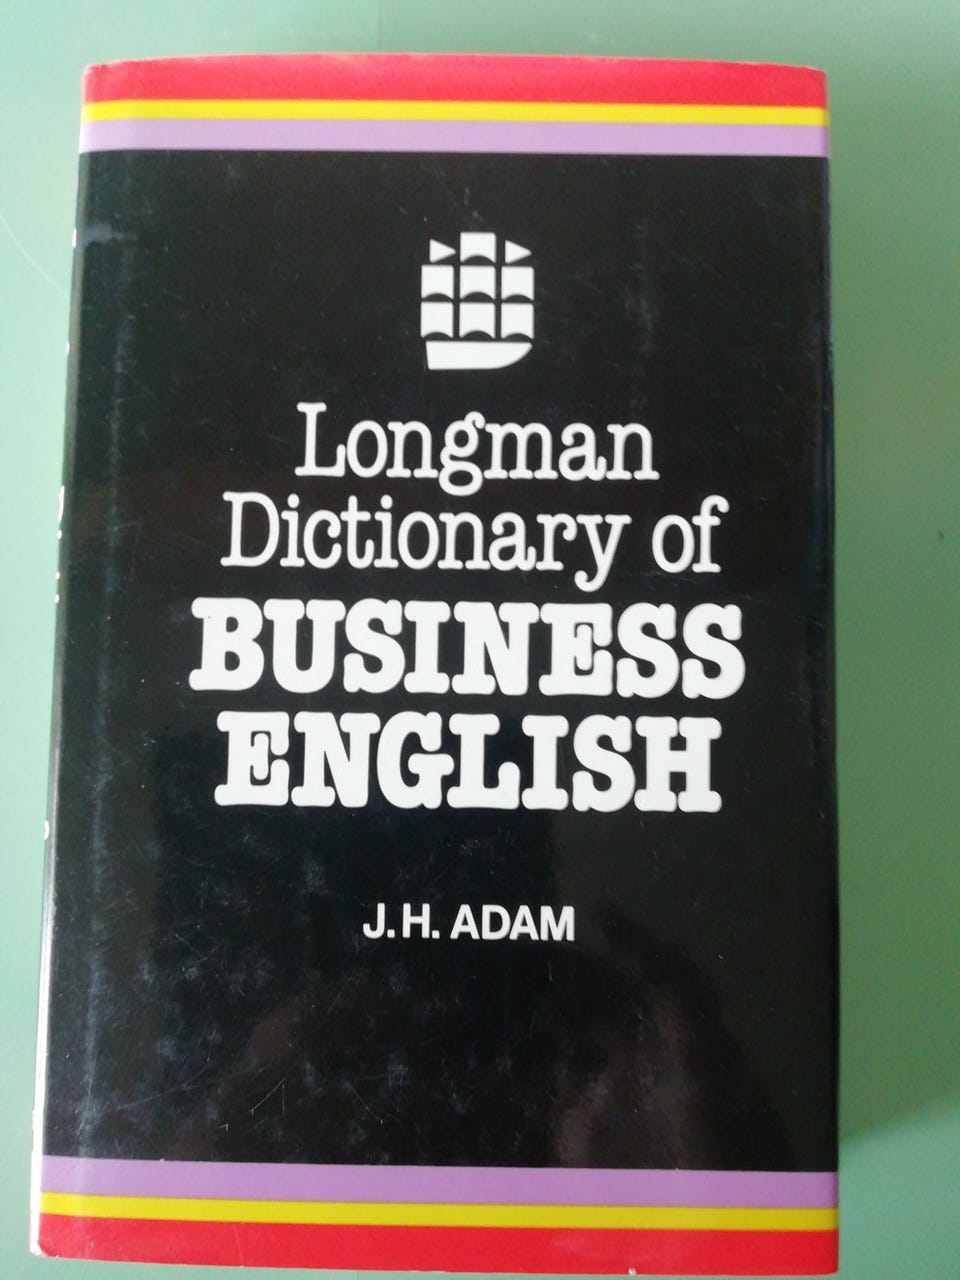 Longman
Dictionary of
BUSINESS
ENGLISH
J. H. ADAM